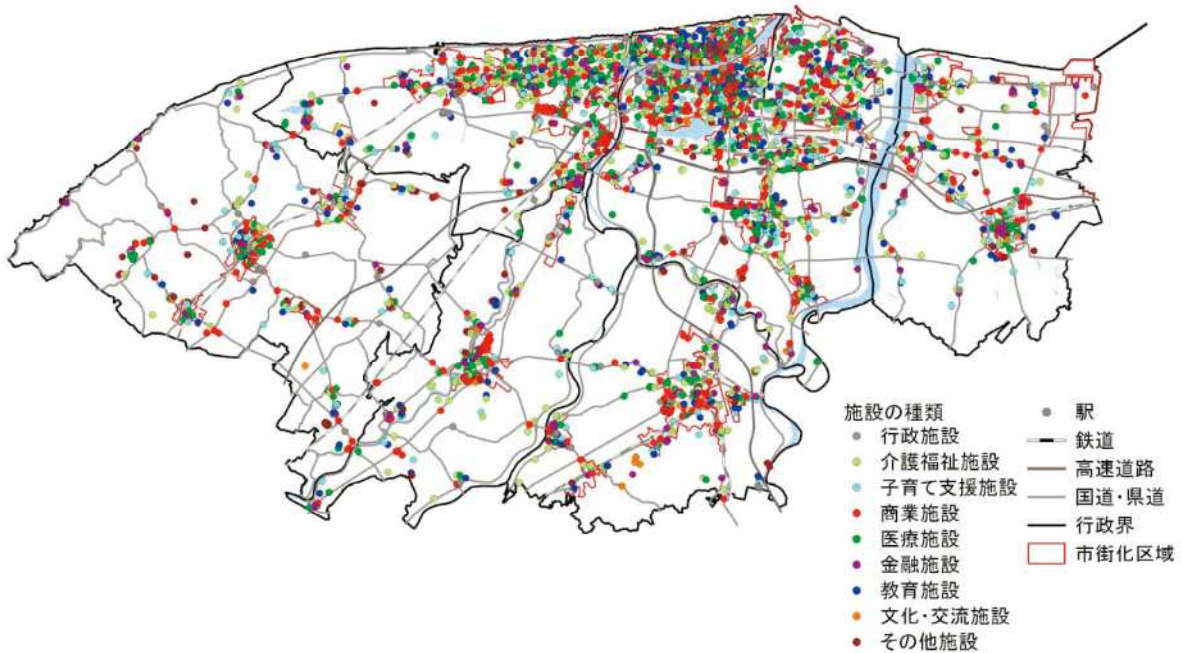 施設の種類
行政施設
介護福祉施設
子育て支援施設
商業施設
医療施設
金融施設
教育施設
文化・交流施設
その他施設
駅
鉄道
高速道路
国道・県道
行政界
市街化区域